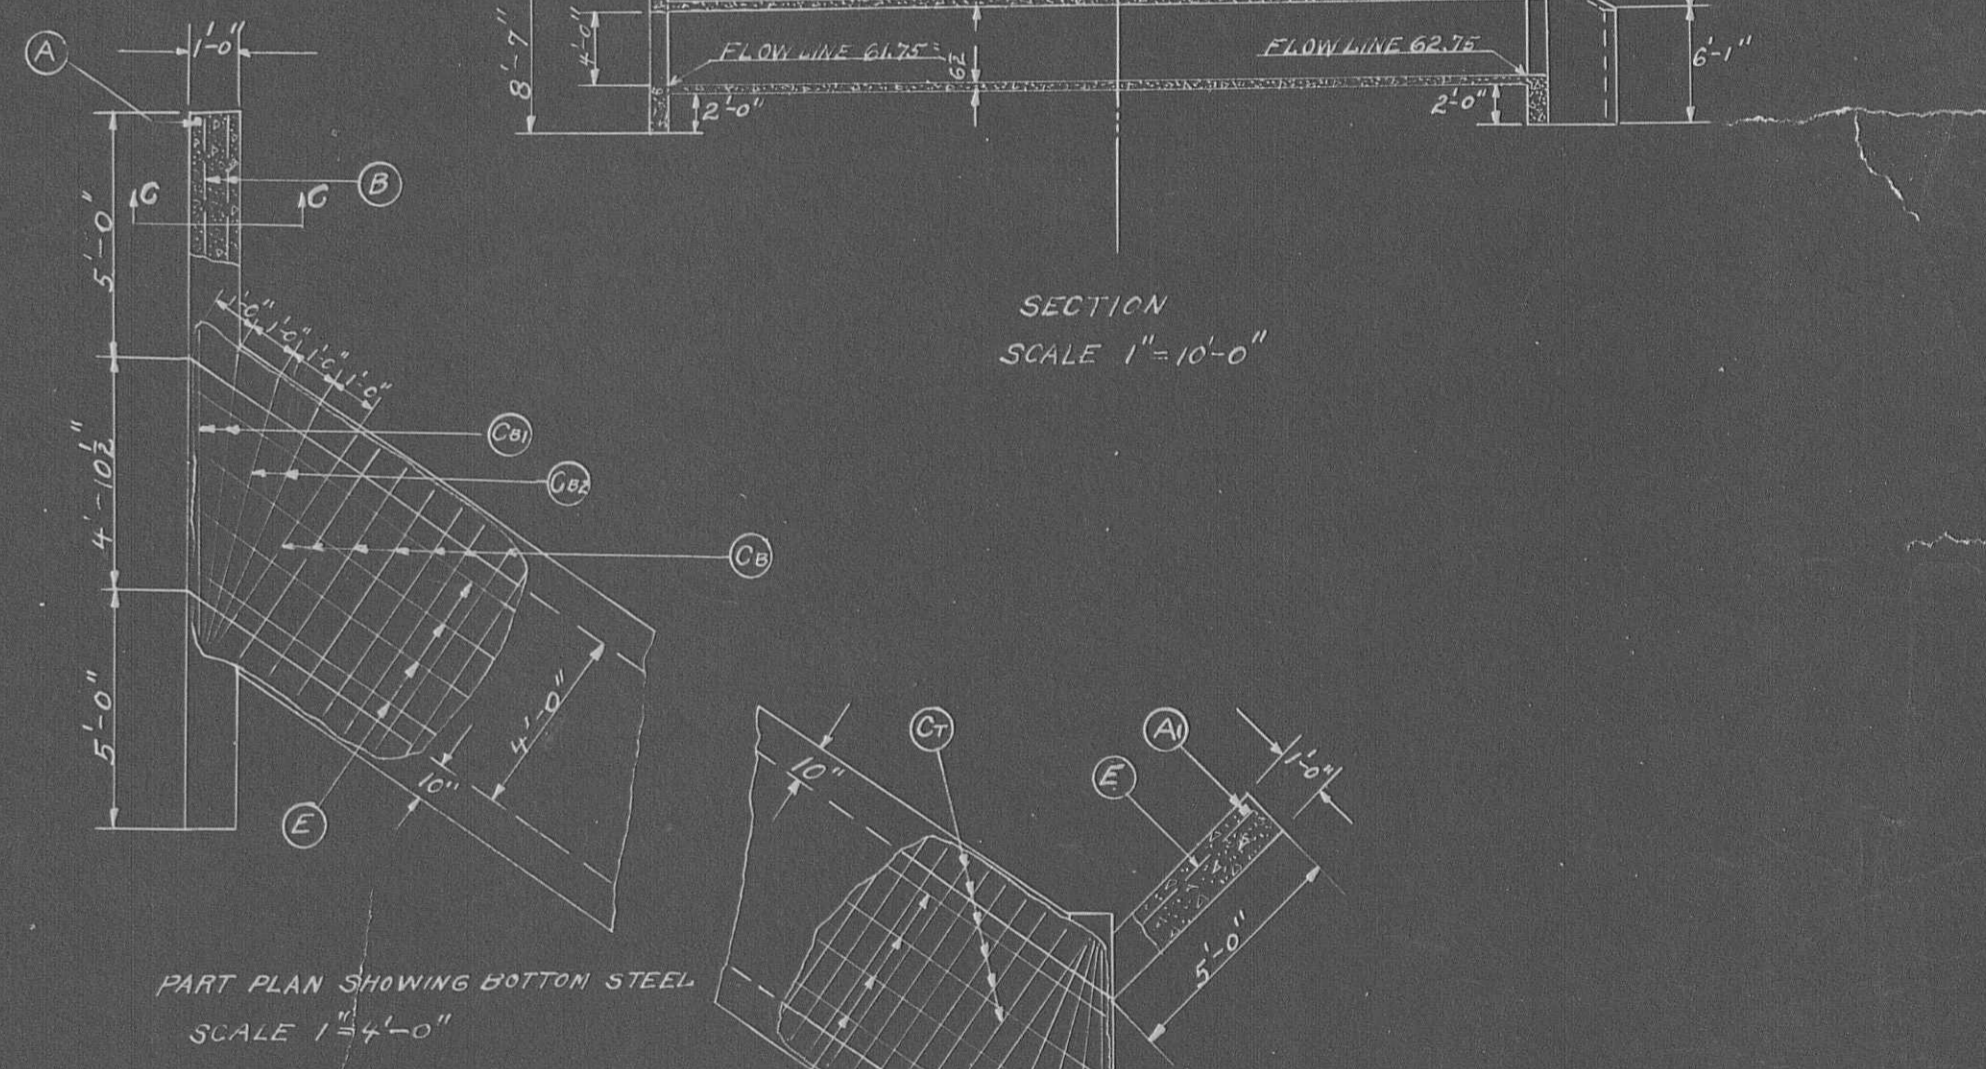 A
1'-0"
8'-7"
4'-0"
FLOW LINE 61.75
6½"
FLOW LINE 62.75
6'-1"
2'-0"
2'-0"
B
C C
5'-0"
SECTION
SCALE 1"=10'-0"
1'-0" 1'-0" 1'-0" 1'-0"
CB1
4'-10½"
CB2
CB
5'-0"
4'-0"
10"
E
10"
CT
A1
E
1'-0"
5'-0"
PART PLAN SHOWING BOTTOM STEEL
SCALE 1"=4'-0"